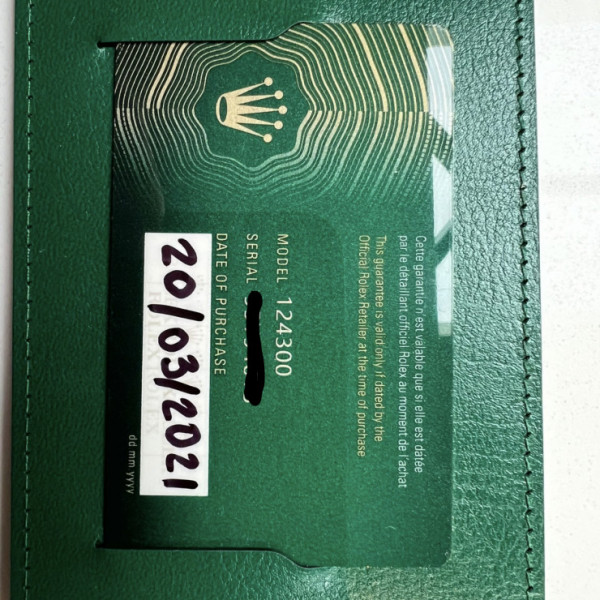 Cette garantie n'est valable que si elle est datée
par le détaillant officiel Rolex au moment de l'achat
This guarantee is valid only if dated by the
Official Rolex Retailer at the time of purchase
MODEL 124300
SERIAL
DATE OF PURCHASE
20/03/2021
dd mm yyyy